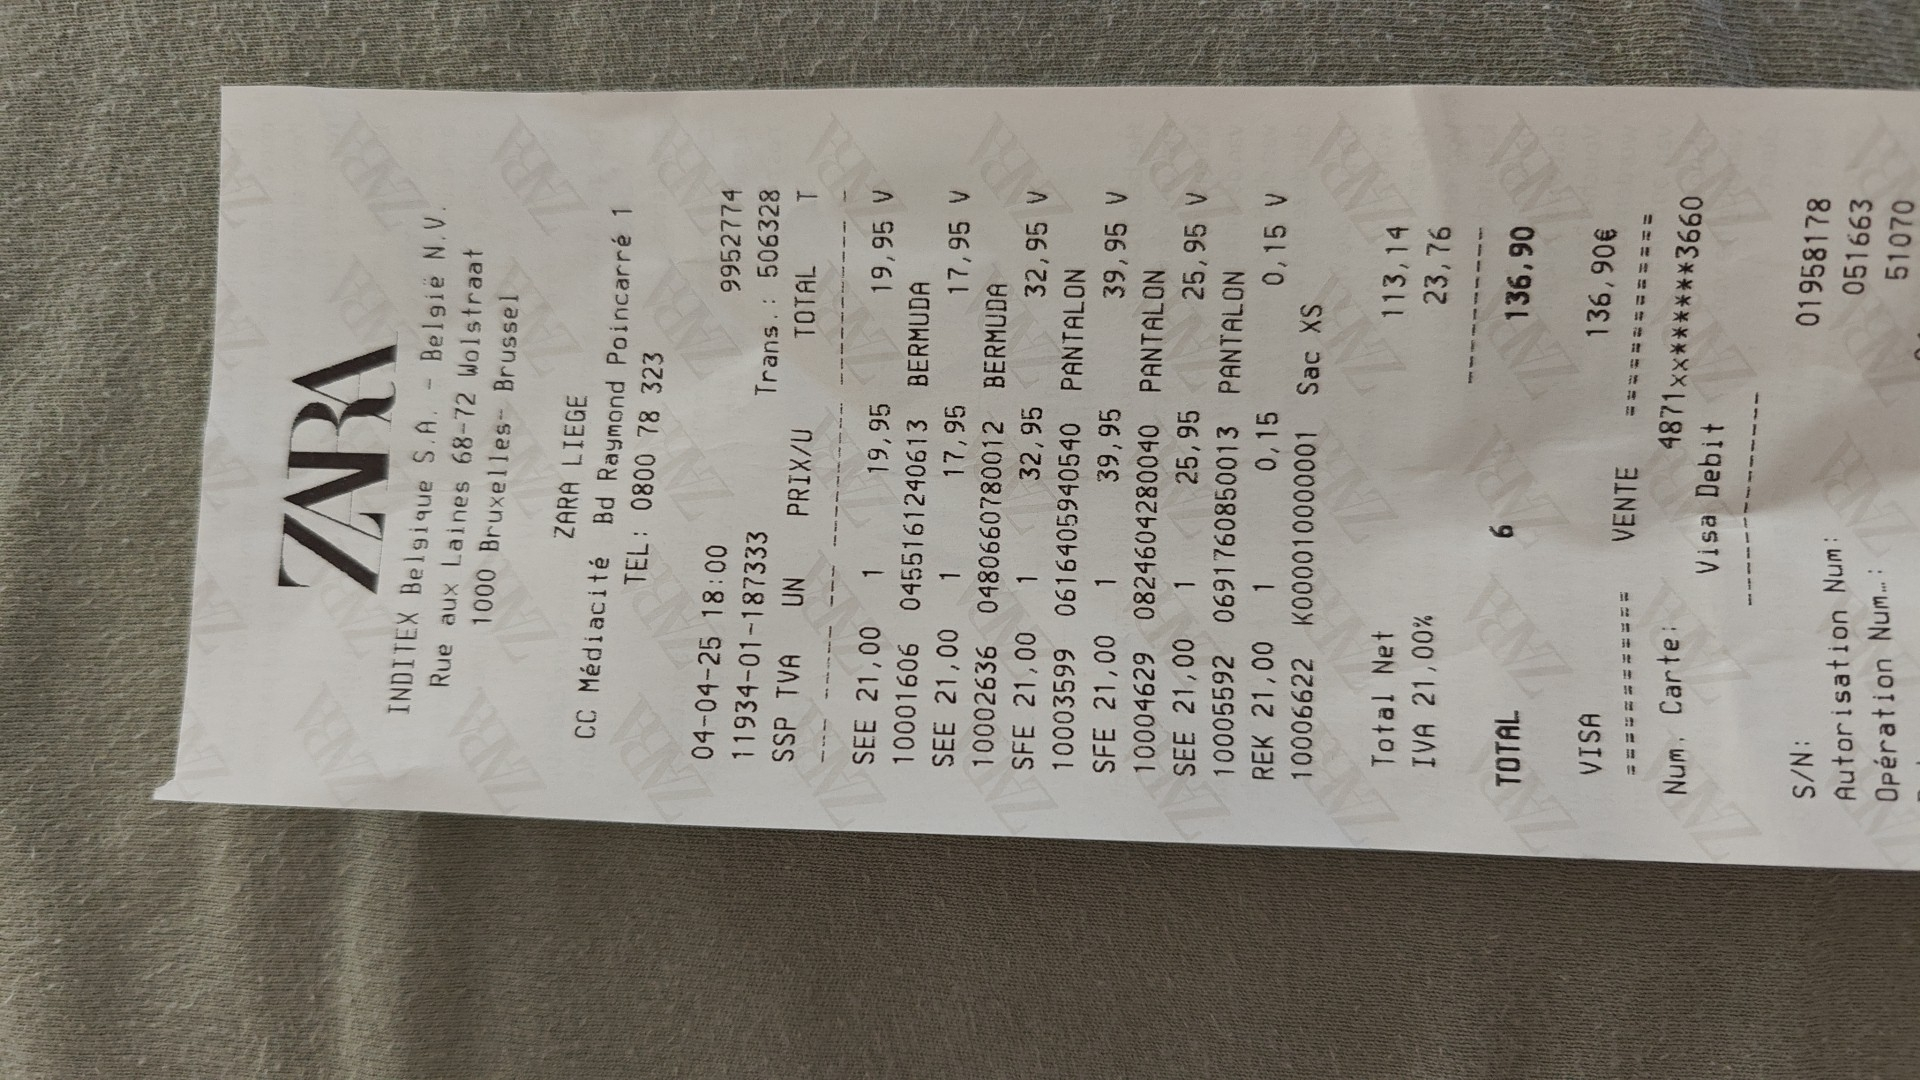 ZARA
INDITEX Belgique S.A. - België N.V.
Rue aux Laines 68-72 Wolstraat
1000 Bruxelles-- Brussel
ZARA LIEGE
CC Médiacité Bd Raymond Poincarré 1
TEL: 0800 78 323
04-04-25 18:00 9952774
11934-01-187333 Trans.: 506328
SSP TVA UN PRIX/U TOTAL T
SEE 21,00 1 19,95 19,95 V
10001606 04551612406​13 BERMUDA
SEE 21,00 1 17,95 17,95 V
10002636 0480660780012 BERMUDA
SFE 21,00 1 32,95 32,95 V
10003599 0616405940540 PANTALON
SFE 21,00 1 39,95 39,95 V
10004629 0824604280040 PANTALON
SEE 21,00 1 25,95 25,95 V
10005592 0691760850013 PANTALON
REK 21,00 1 0,15 0,15 V
10006622 K000010000001 Sac XS
Total Net 113,14
IVA 21,00% 23,76
TOTAL 6 136,90
VISA 136,90€
============ VENTE ============
Num. Carte: 4871xx******3660
Visa Debit
S/N: 01958178
Autorisation Num: 051663
Opération Num…: 51070